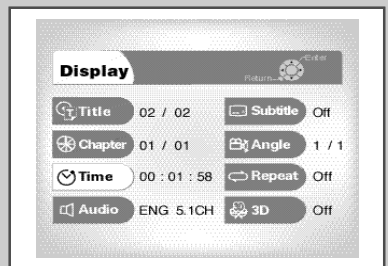 Display
Enter
Return
Title 02 / 02
Subtitle Off
Chapter 01 / 01
Angle 1 / 1
Time 00 : 01 : 58
Repeat Off
Audio ENG 5.1CH
3D Off